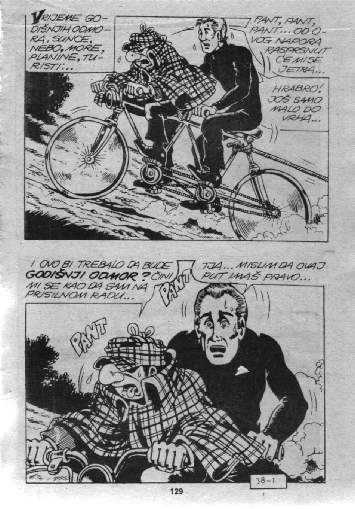 VRIJEME GO-
DIŠNJIH ODMO-
RA, SUNCE,
NEBO, MORE,
PLANINE, TU-
RISTI...
PANT, PANT,
PANT... OD O-
VOG NAPORA
RASPRSNUT
ĆE MI SE
JETRA...
HRABRO!
JOŠ SAMO
MALO DO
VRHA...
I OVO BI TREBALO DA BUDE
GODIŠNJI ODMOR? ČINI
MI SE KAO DA SAM NA
PRISILNOM RADU...
PANT
PANT
TJA... MISLIM DA OVAJ
PUT IMAŠ PRAVO...
38-1
129